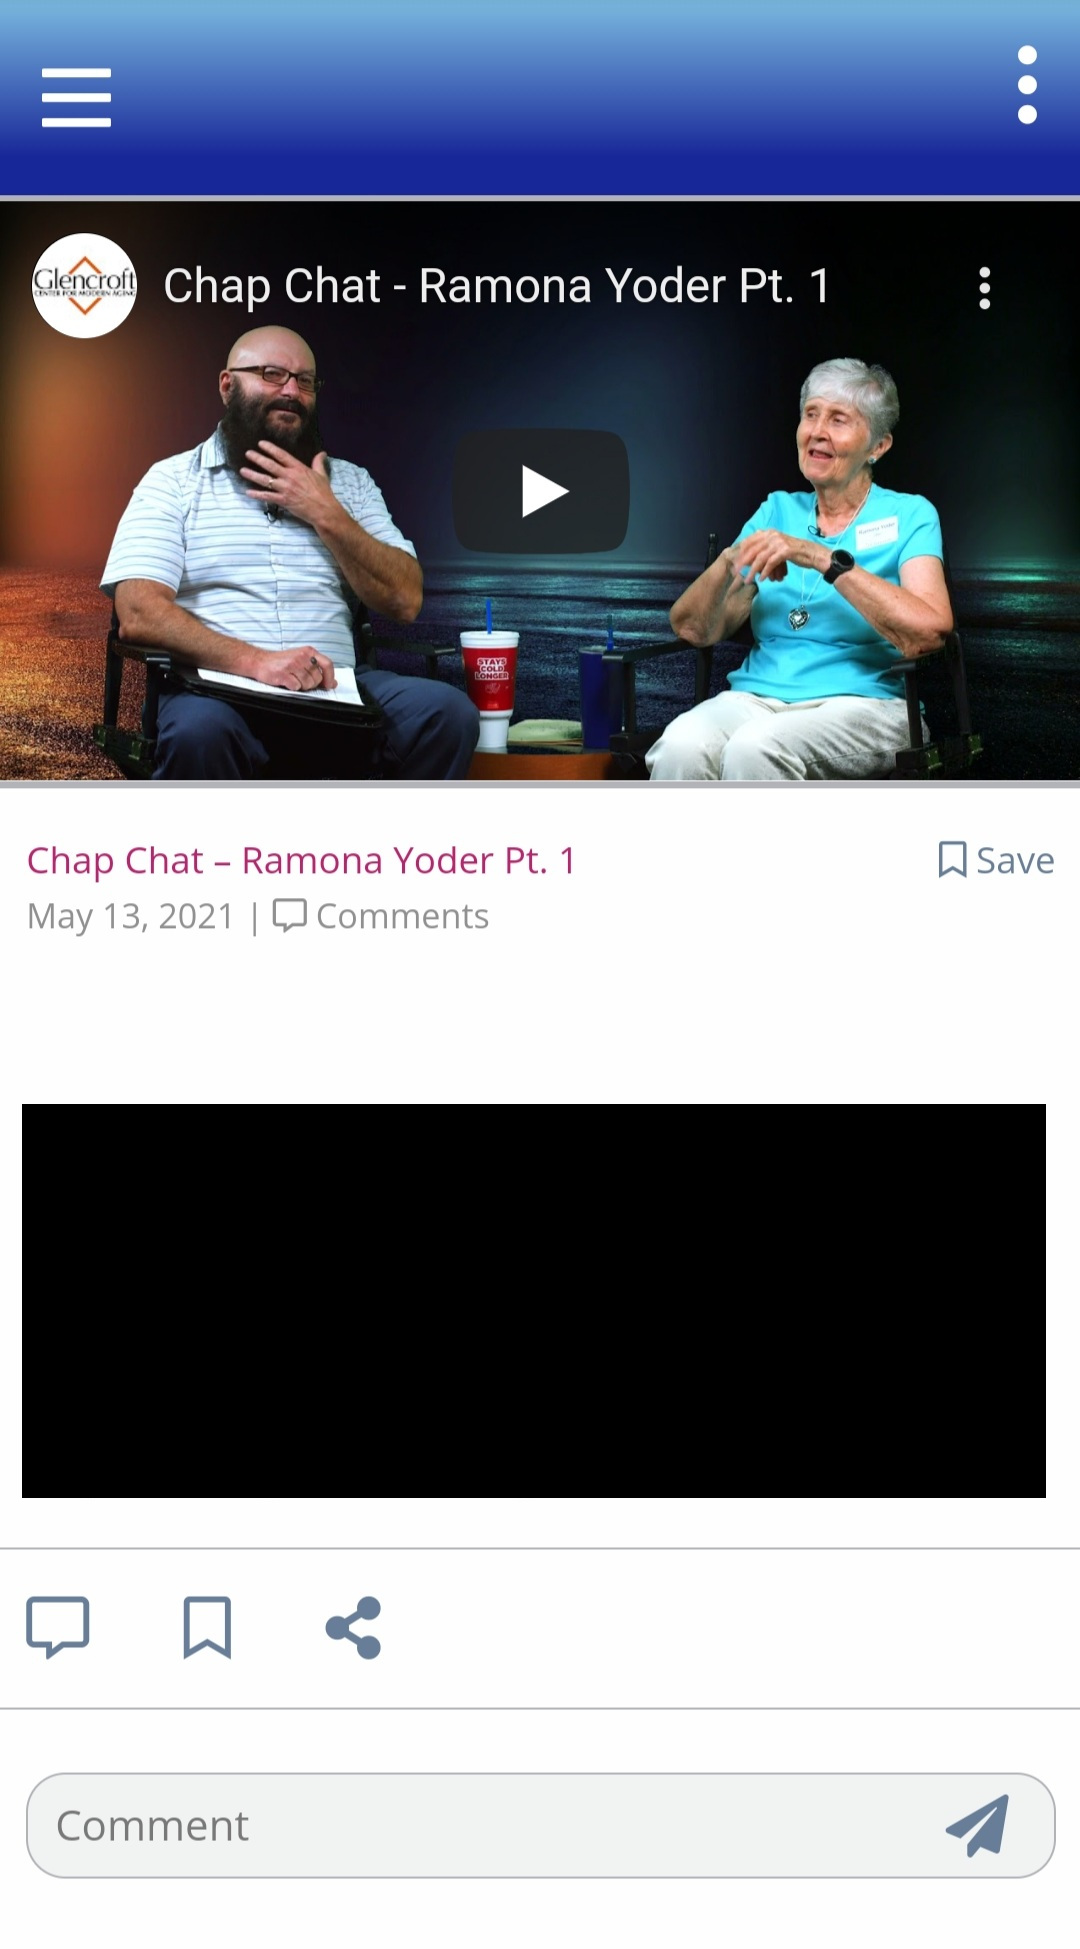 Glencroft
CENTER FOR MODERN AGING
Chap Chat - Ramona Yoder Pt. 1
STAYS
COLD
LONGER
Chap Chat – Ramona Yoder Pt. 1
Save
May 13, 2021 | Comments
Comment